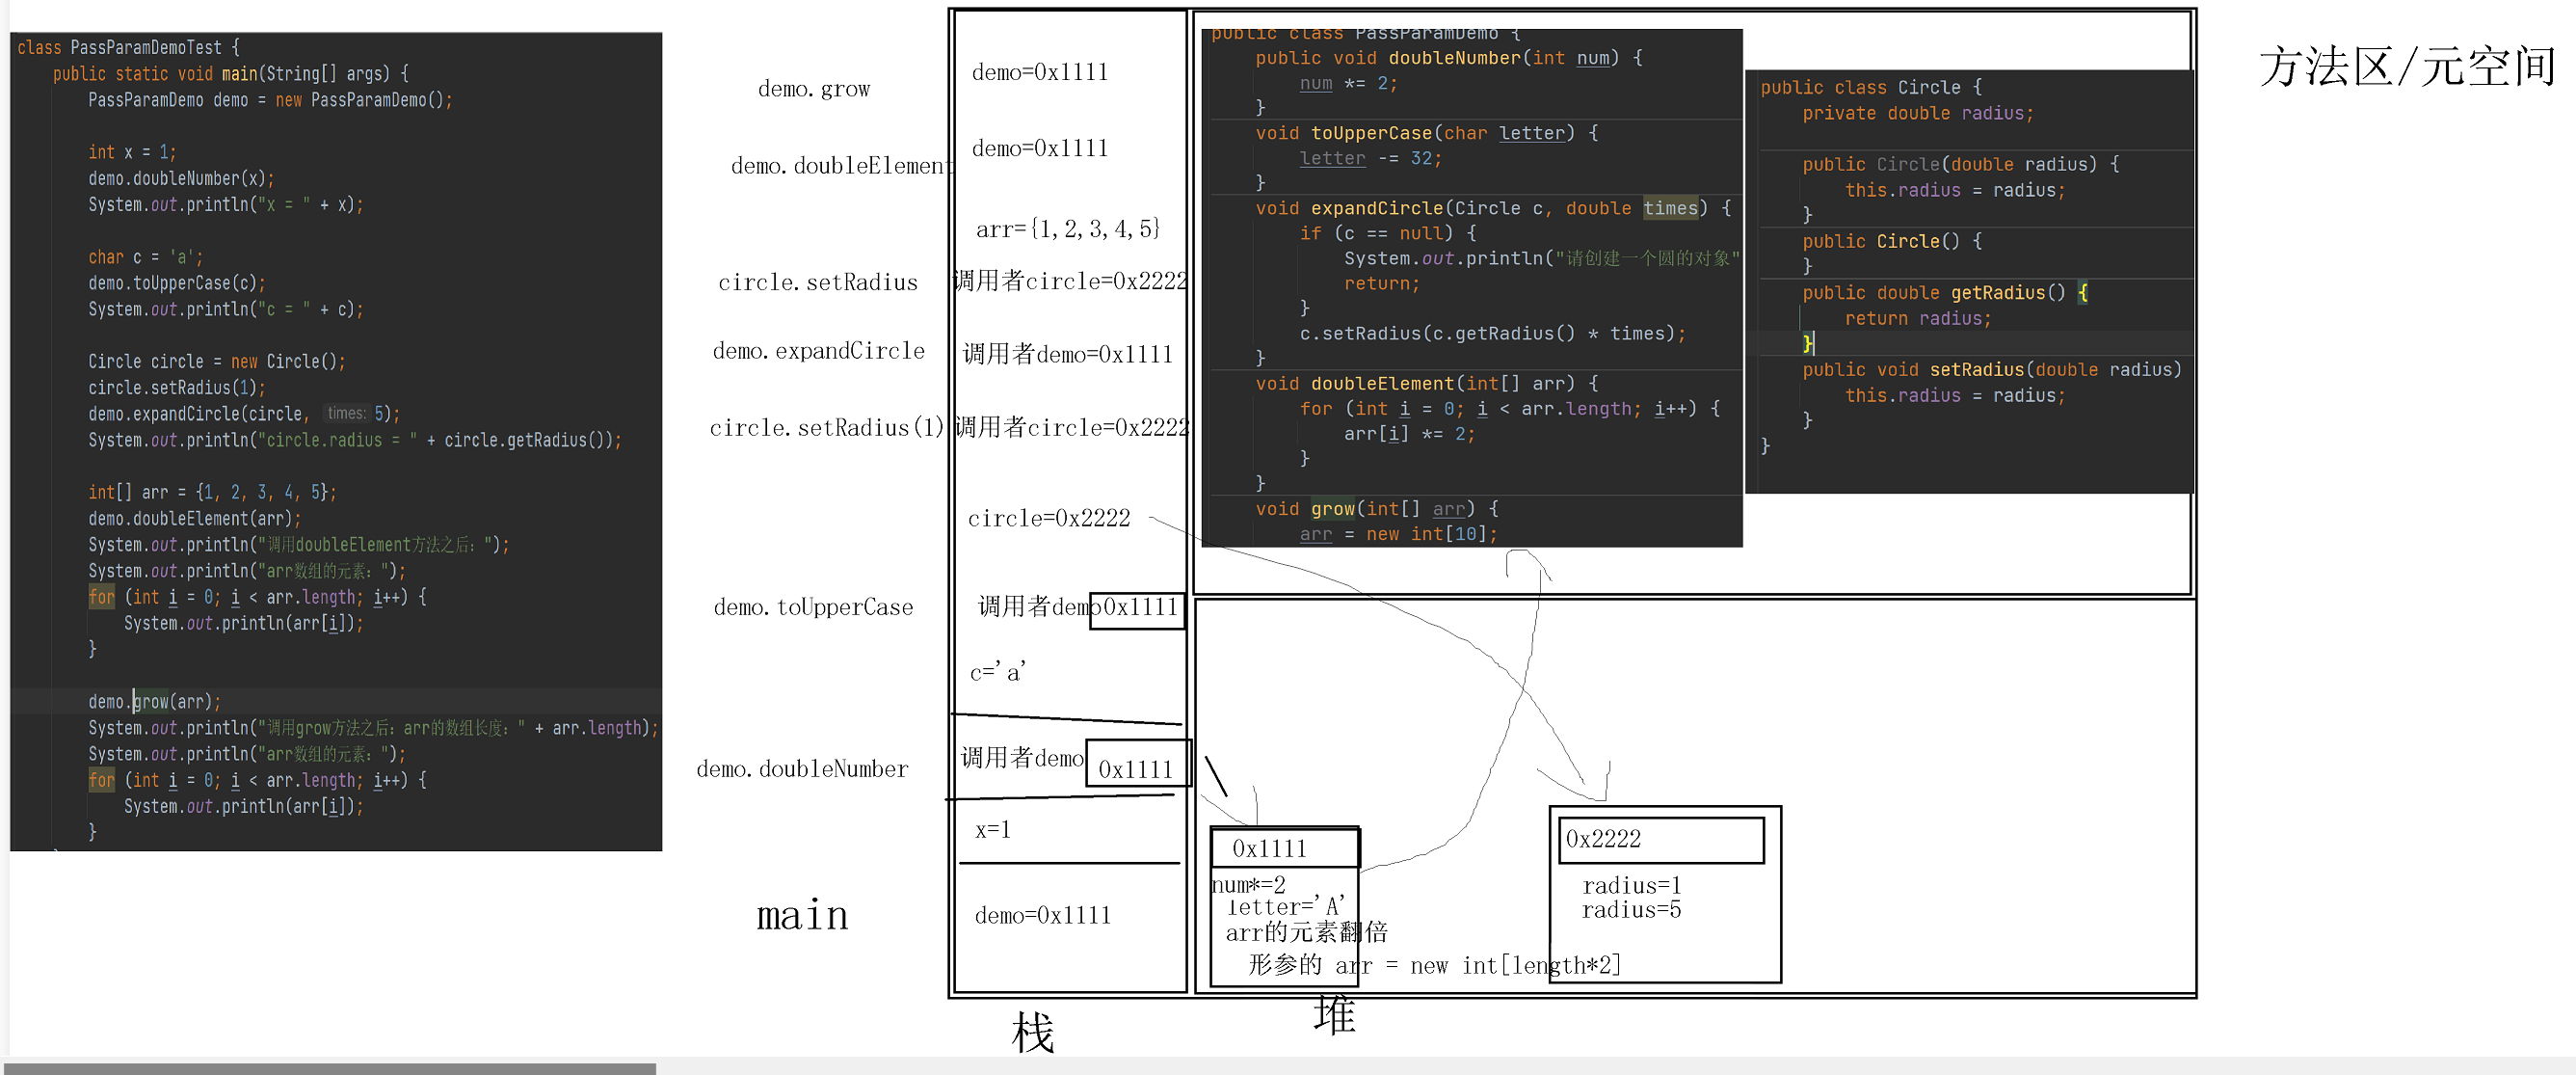 class PassParamDemoTest {
public static void main(String[] args) {
PassParamDemo demo = new PassParamDemo();
int x = 1;
demo.doubleNumber(x);
System.out.println("x = " + x);
char c = 'a';
demo.toUpperCase(c);
System.out.println("c = " + c);
Circle circle = new Circle();
circle.setRadius(1);
demo.expandCircle(circle, times: 5);
System.out.println("circle.radius = " + circle.getRadius());
int[] arr = {1, 2, 3, 4, 5};
demo.doubleElement(arr);
System.out.println("调用doubleElement方法之后：");
System.out.println("arr数组的元素：");
for (int i = 0; i < arr.length; i++) {
System.out.println(arr[i]);
}
demo.grow(arr);
System.out.println("调用grow方法之后：arr的数组长度：" + arr.length);
System.out.println("arr数组的元素：");
for (int i = 0; i < arr.length; i++) {
System.out.println(arr[i]);
}
demo.grow
demo.doubleElement
circle.setRadius
demo.expandCircle
circle.setRadius(1)
demo.toUpperCase
demo.doubleNumber
main
demo=0x1111
demo=0x1111
arr={1,2,3,4,5}
调用者circle=0x2222
调用者demo=0x1111
调用者circle=0x2222
circle=0x2222
调用者demo0x1111
c='a'
调用者demo 0x1111
x=1
demo=0x1111
栈
public class PassParamDemo {
public void doubleNumber(int num) {
num *= 2;
}
void toUpperCase(char letter) {
letter -= 32;
}
void expandCircle(Circle c, double times) {
if (c == null) {
System.out.println("请创建一个圆的对象"
return;
}
c.setRadius(c.getRadius() * times);
}
void doubleElement(int[] arr) {
for (int i = 0; i < arr.length; i++) {
arr[i] *= 2;
}
}
void grow(int[] arr) {
arr = new int[10];
public class Circle {
private double radius;
public Circle(double radius) {
this.radius = radius;
}
public Circle() {
}
public double getRadius() {
return radius;
}
public void setRadius(double radius)
this.radius = radius;
}
}
方法区/元空间
0x1111
num*=2
letter='A'
arr的元素翻倍
形参的 arr = new int[length*2]
0x2222
radius=1
radius=5
堆